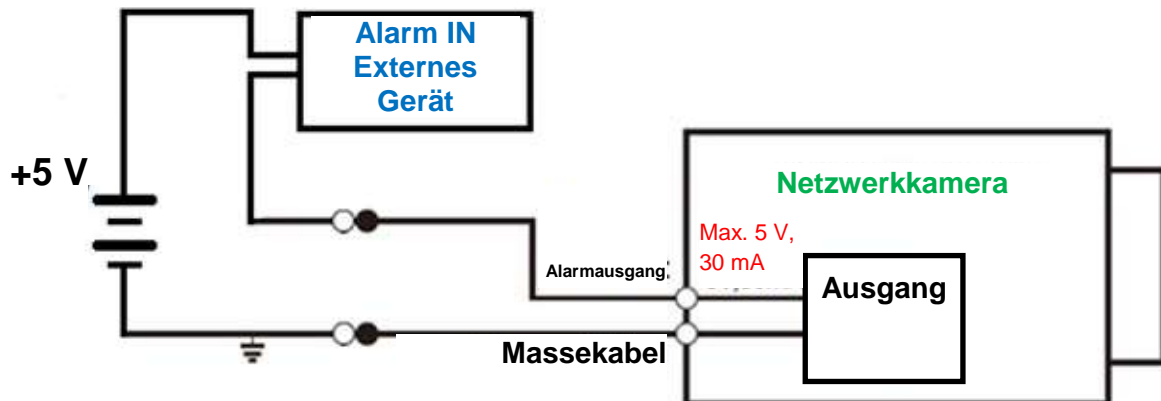 Alarm IN
Externes
Gerät
+5 V
Netzwerkkamera
Max. 5 V,
30 mA
Alarmausgang
Ausgang
Massekabel